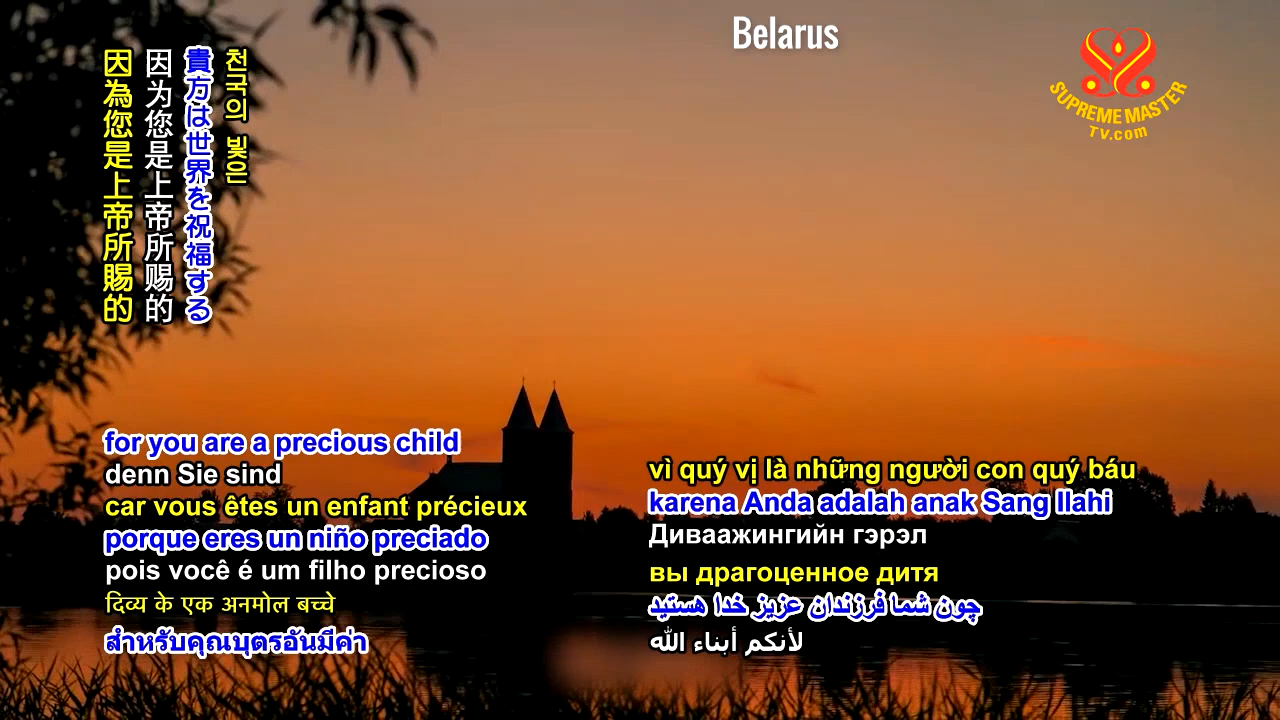 Belarus
SUPREME MASTER
TV.com
因為您是上帝所賜的
因为您是上帝所赐的
貴方は世界を祝福する
천국의 빛은
for you are a precious child
denn Sie sind
car vous êtes un enfant précieux
porque eres un niño preciado
pois você é um filho precioso
दिव्य के एक अनमोल बच्चे
สำหรับคุณบุตรอันมีค่า
vì quý vị là những người con quý báu
karena Anda adalah anak Sang Ilahi
Диваажингийн гэрэл
вы драгоценное дитя
چون شما فرزندان عزیز خدا هستید
لأنكم أبناء الله